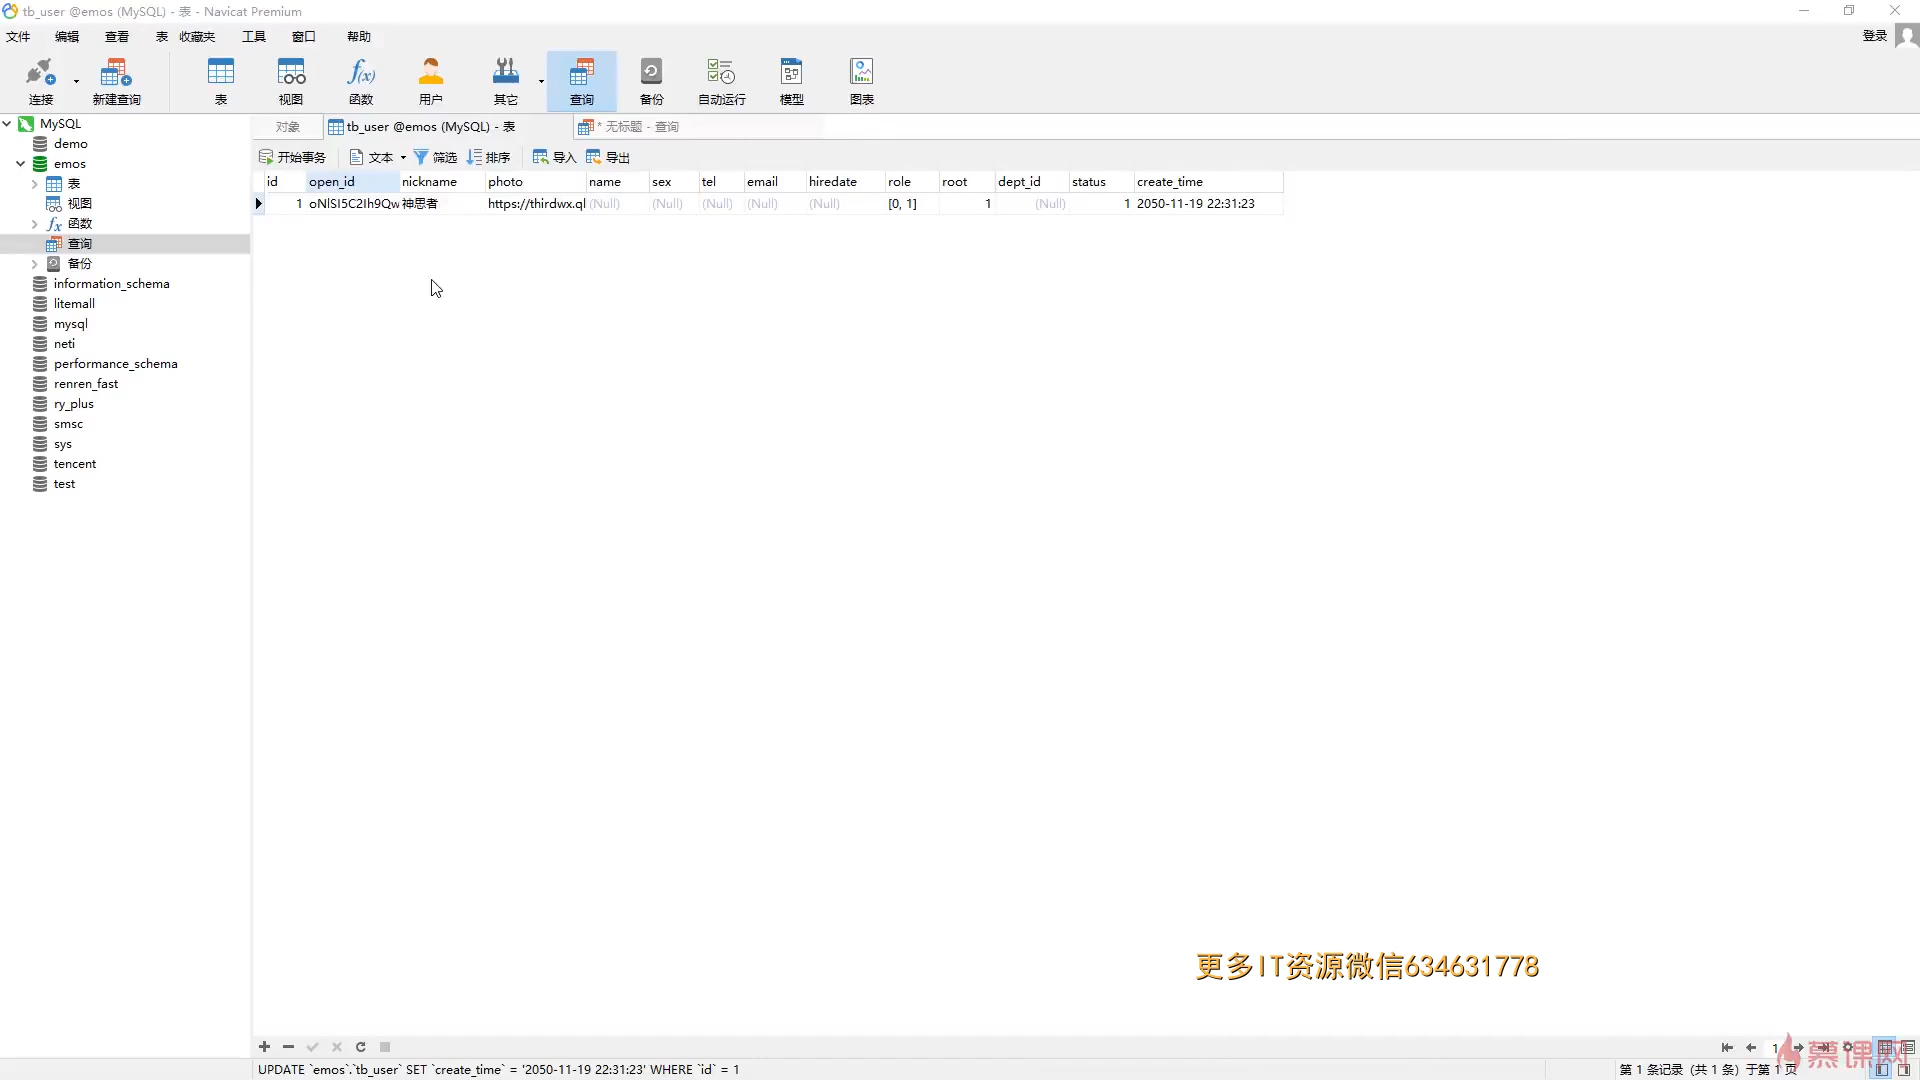 tb_user @emos (MySQL) - 表 - Navicat Premium
文件 编辑 查看 表 收藏夹 工具 窗口 帮助 登录
连接 新建查询 表 视图 函数 用户 其它 查询 备份 自动运行 模型 图表
MySQL
demo
emos
表
视图
函数
查询
备份
information_schema
litemall
mysql
neti
performance_schema
renren_fast
ry_plus
smsc
sys
tencent
test
对象 tb_user @emos (MySQL) - 表 * 无标题 - 查询
开始事务 文本 筛选 排序 导入 导出
id open_id nickname photo name sex tel email hiredate role root dept_id status create_time
1 oNlSI5C2Ih9Qw 神思者 https://thirdwx.ql (Null) (Null) (Null) (Null) (Null) [0, 1] 1 (Null) 1 2050-11-19 22:31:23
更多IT资源微信634631778
1
慕课网
UPDATE `emos`.`tb_user` SET `create_time` = '2050-11-19 22:31:23' WHERE `id` = 1
第 1 条记录 (共 1 条) 于第 1 页